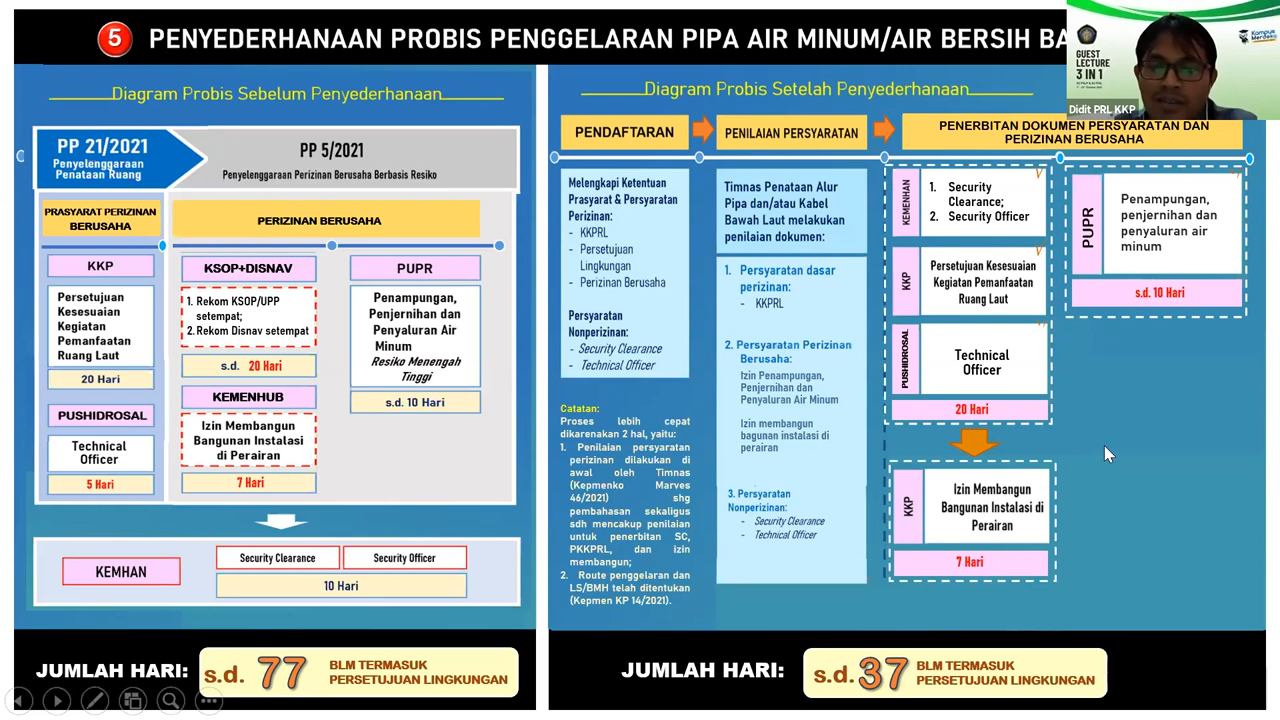 5 PENYEDERHANAAN PROBIS PENGGELARAN PIPA AIR MINUM/AIR BERSIH BA
GUEST
LECTURE
3 IN 1
Kampus
Merdeka
Didit PRL KKP
Diagram Probis Sebelum Penyederhanaan
PP 21/2021
Penyelenggaraan
Penataan Ruang
PP 5/2021
Penyelenggaraan Perizinan Berusaha Berbasis Resiko
PRASYARAT PERIZINAN
BERUSAHA
PERIZINAN BERUSAHA
KKP
Persetujuan
Kesesuaian
Kegiatan
Pemanfaatan
Ruang Laut
20 Hari
PUSHIDROSAL
Technical
Officer
5 Hari
KSOP+DISNAV
1. Rekom KSOP/UPP
setempat;
2. Rekom Disnav setempat
s.d. 20 Hari
KEMENHUB
Izin Membangun
Bangunan Instalasi
di Perairan
7 Hari
PUPR
Penampungan,
Penjernihan dan
Penyaluran Air
Minum
Resiko Menengah
Tinggi
s.d. 10 Hari
KEMHAN
Security Clearance
Security Officer
10 Hari
JUMLAH HARI:
s.d. 77
BLM TERMASUK
PERSETUJUAN LINGKUNGAN
Diagram Probis Setelah Penyederhanaan
PENDAFTARAN
PENILAIAN PERSYARATAN
PENERBITAN DOKUMEN PERSYARATAN DAN
PERIZINAN BERUSAHA
Melengkapi Ketentuan
Prasyarat & Persyaratan
Perizinan:
- KKPRL
- Persetujuan
Lingkungan
- Perizinan Berusaha
Persyaratan
Nonperizinan:
- Security Clearance
- Technical Officer
Catatan:
Proses lebih cepat
dikarenakan 2 hal, yaitu:
1. Penilaian persyaratan
perizinan dilakukan di
awal oleh Timnas
(Kepmenko Marves
46/2021) shg
pembahasan sekaligus
sdh mencakup penilaian
untuk penerbitan SC,
PKKPRL, dan izin
membangun;
2. Route penggelaran dan
LS/BMH telah ditentukan
(Kepmen KP 14/2021).
Timnas Penataan Alur
Pipa dan/atau Kabel
Bawah Laut melakukan
penilaian dokumen:
1. Persyaratan dasar
perizinan:
- KKPRL
2. Persyaratan Perizinan
Berusaha:
Izin Penampungan,
Penjernihan dan
Penyaluran Air Minum
Izin membangun
bagunan instalasi di
perairan
3. Persyaratan
Nonperizinan:
- Security Clearance
- Technical Officer
KEMENHAN
1. Security
Clearance;
2. Security Officer
KKP
Persetujuan Kesesuaian
Kegiatan Pemanfaatan
Ruang Laut
PUSHIDROSAL
Technical
Officer
20 Hari
KKP
Izin Membangun
Bangunan Instalasi di
Perairan
7 Hari
PUPR
Penampungan,
penjernihan dan
penyaluran air
minum
s.d. 10 Hari
JUMLAH HARI:
s.d. 37
BLM TERMASUK
PERSETUJUAN LINGKUNGAN